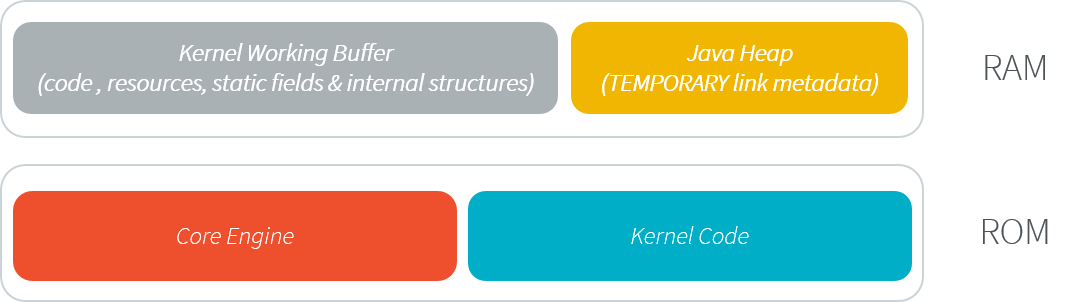 Kernel Working Buffer
(code , resources, static fields & internal structures)
Java Heap
(TEMPORARY link metadata)
RAM
Core Engine
Kernel Code
ROM